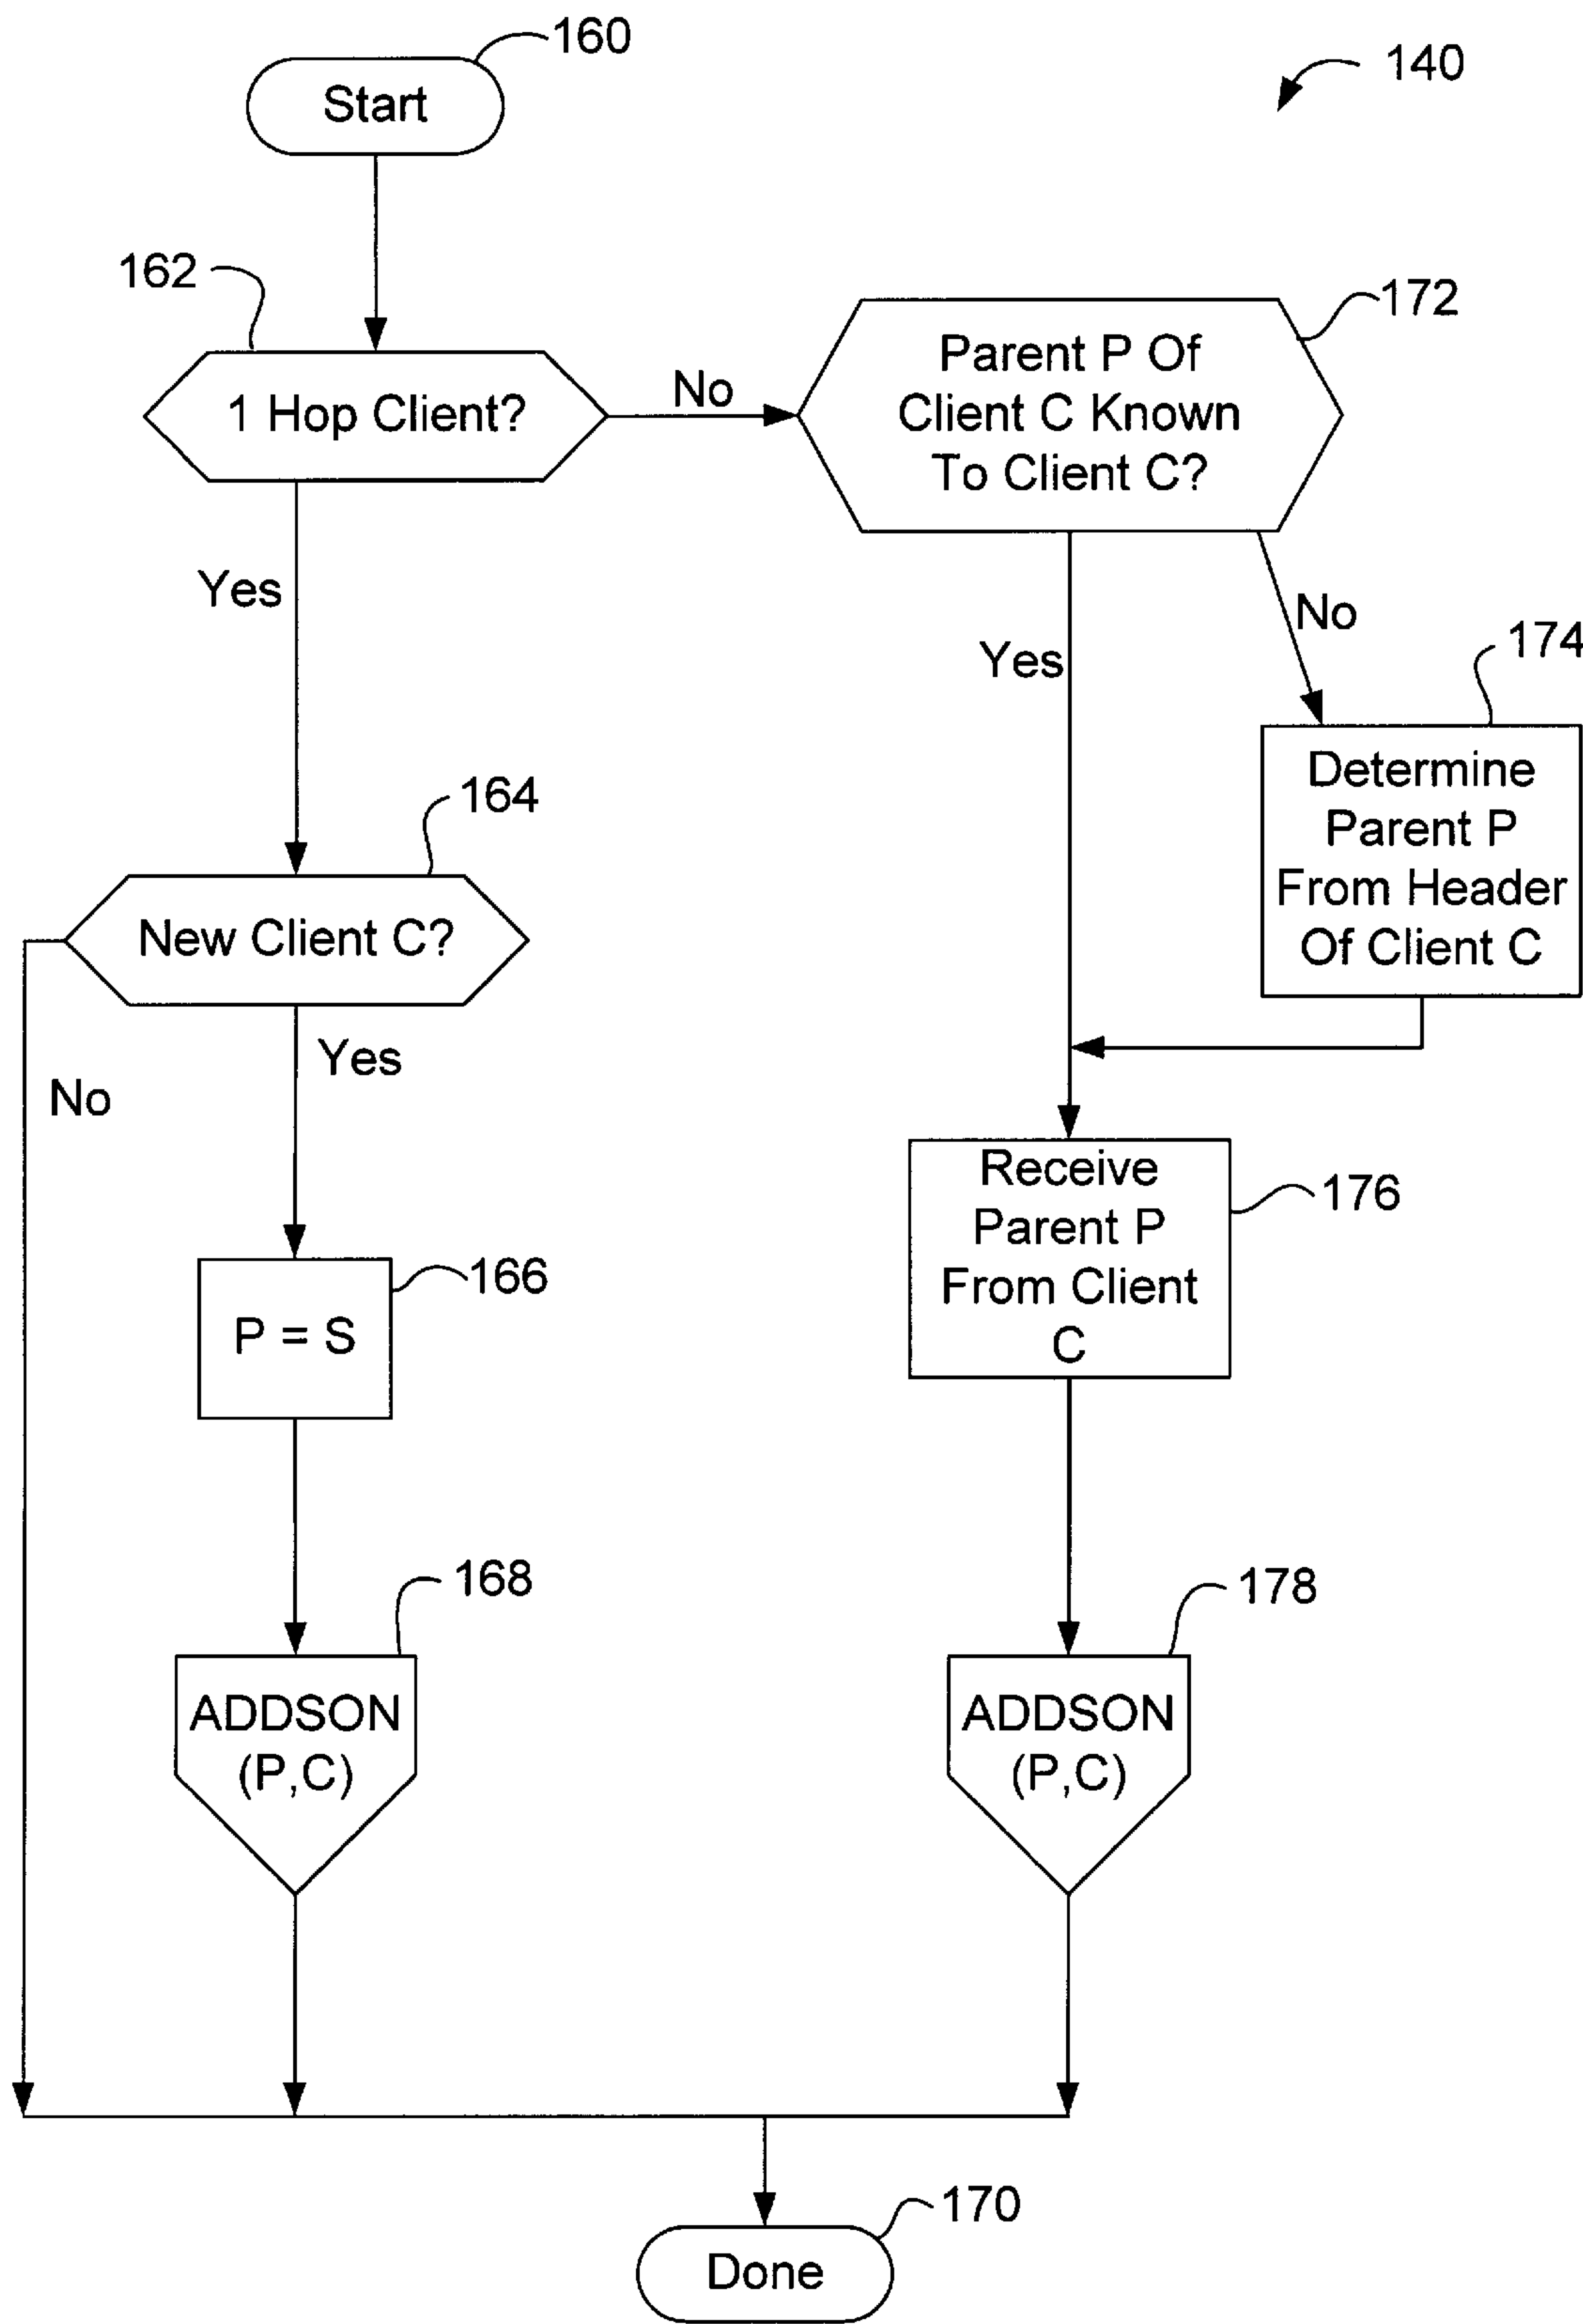 160
Start
140
162
1 Hop Client?
No
172
Parent P Of
Client C Known
To Client C?
Yes
No
Yes
174
Determine
Parent P
From Header
Of Client C
164
New Client C?
Yes
No
176
Receive
Parent P
From Client
C
166
P = S
168
ADDSON
(P,C)
178
ADDSON
(P,C)
170
Done